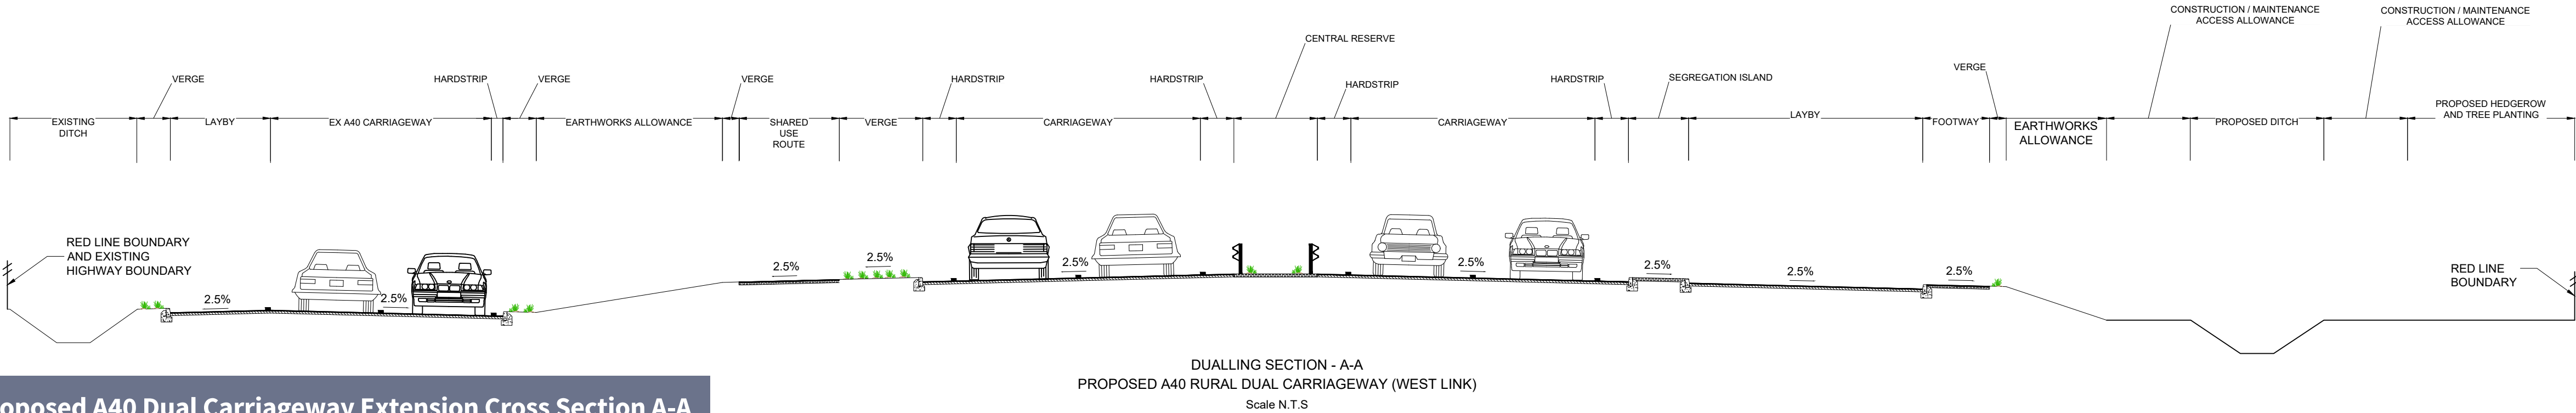 CONSTRUCTION / MAINTENANCE
ACCESS ALLOWANCE
CONSTRUCTION / MAINTENANCE
ACCESS ALLOWANCE
CENTRAL RESERVE
VERGE
HARDSTRIP
VERGE
VERGE
HARDSTRIP
HARDSTRIP
HARDSTRIP
HARDSTRIP
SEGREGATION ISLAND
VERGE
EXISTING
DITCH
LAYBY
EX A40 CARRIAGEWAY
EARTHWORKS ALLOWANCE
SHARED
USE
ROUTE
VERGE
CARRIAGEWAY
CARRIAGEWAY
LAYBY
FOOTWAY
EARTHWORKS
ALLOWANCE
PROPOSED DITCH
PROPOSED HEDGEROW
AND TREE PLANTING
RED LINE BOUNDARY
AND EXISTING
HIGHWAY BOUNDARY
2.5%
2.5%
2.5%
2.5%
2.5%
2.5%
2.5%
2.5%
2.5%
RED LINE
BOUNDARY
DUALLING SECTION - A-A
PROPOSED A40 RURAL DUAL CARRIAGEWAY (WEST LINK)
Scale N.T.S
oposed A40 Dual Carriageway Extension Cross Section A-A